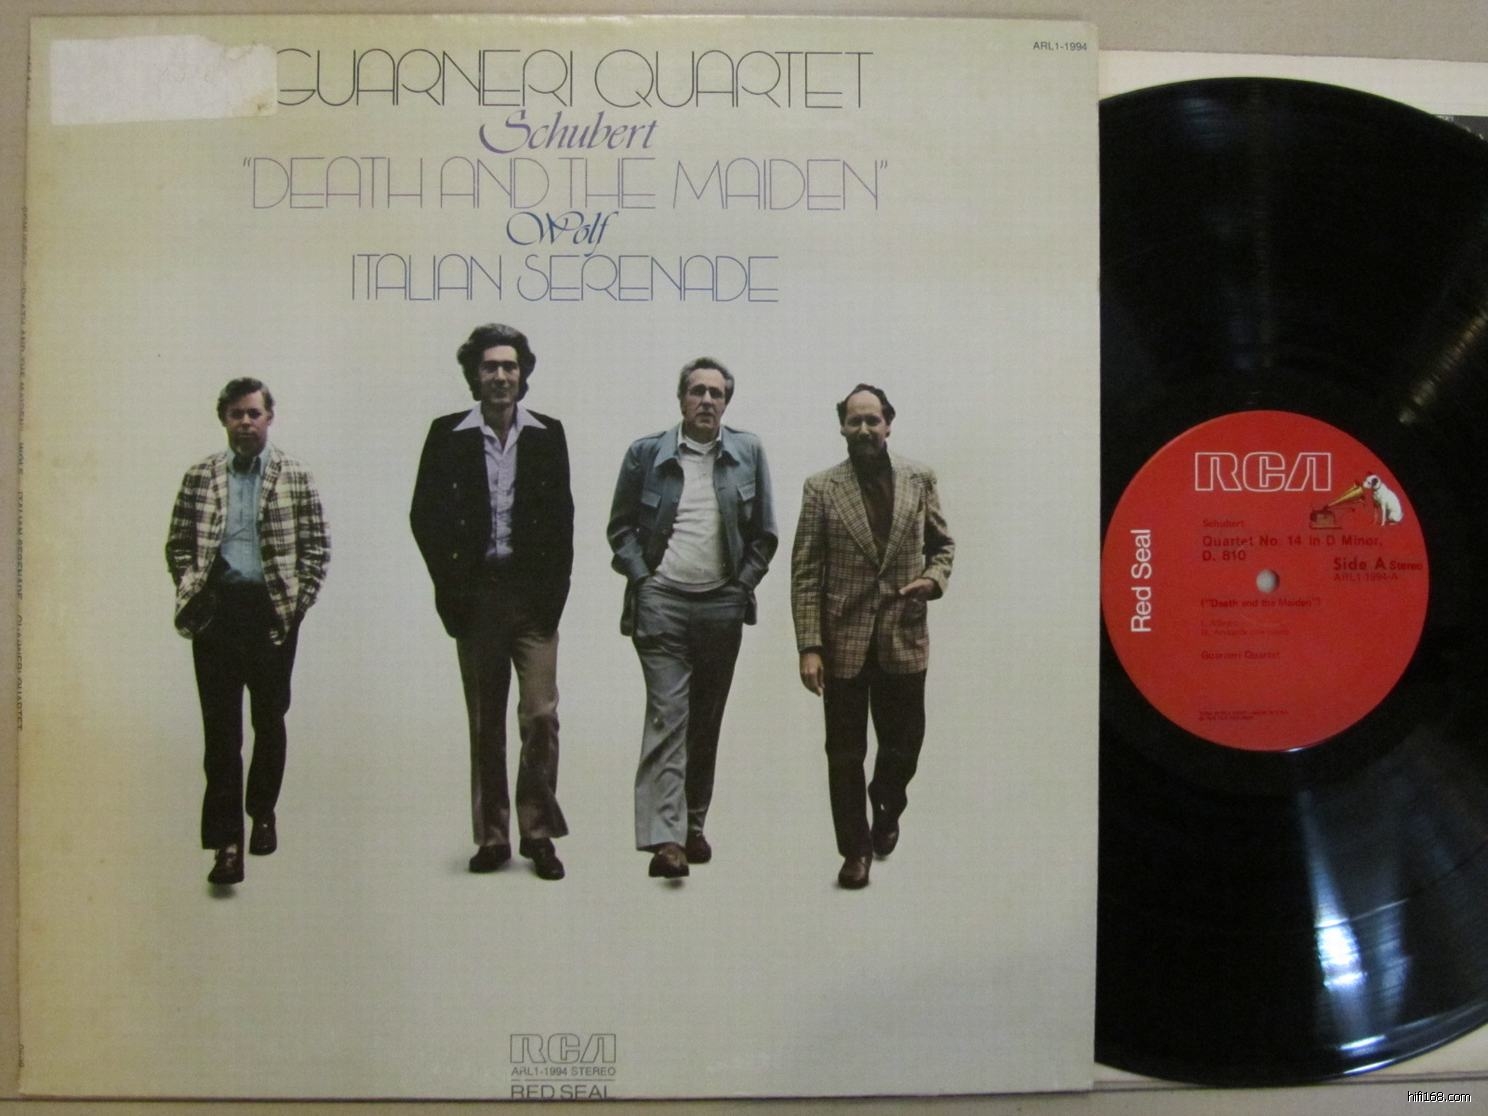 GUARNERI QUARTET
ARL1-1994
Schubert
"DEATH AND THE MAIDEN"
Wolf
ITALIAN SERENADE
RCA
ARL1-1994 STEREO
RED SEAL
RCA
Red Seal
Schubert
Quartet No. 14 in D Minor,
D. 810
Side A Stereo
ARL1-1994-A
("Death and the Maiden")
I. Allegro
Guarneri Quartet
hifi168.com